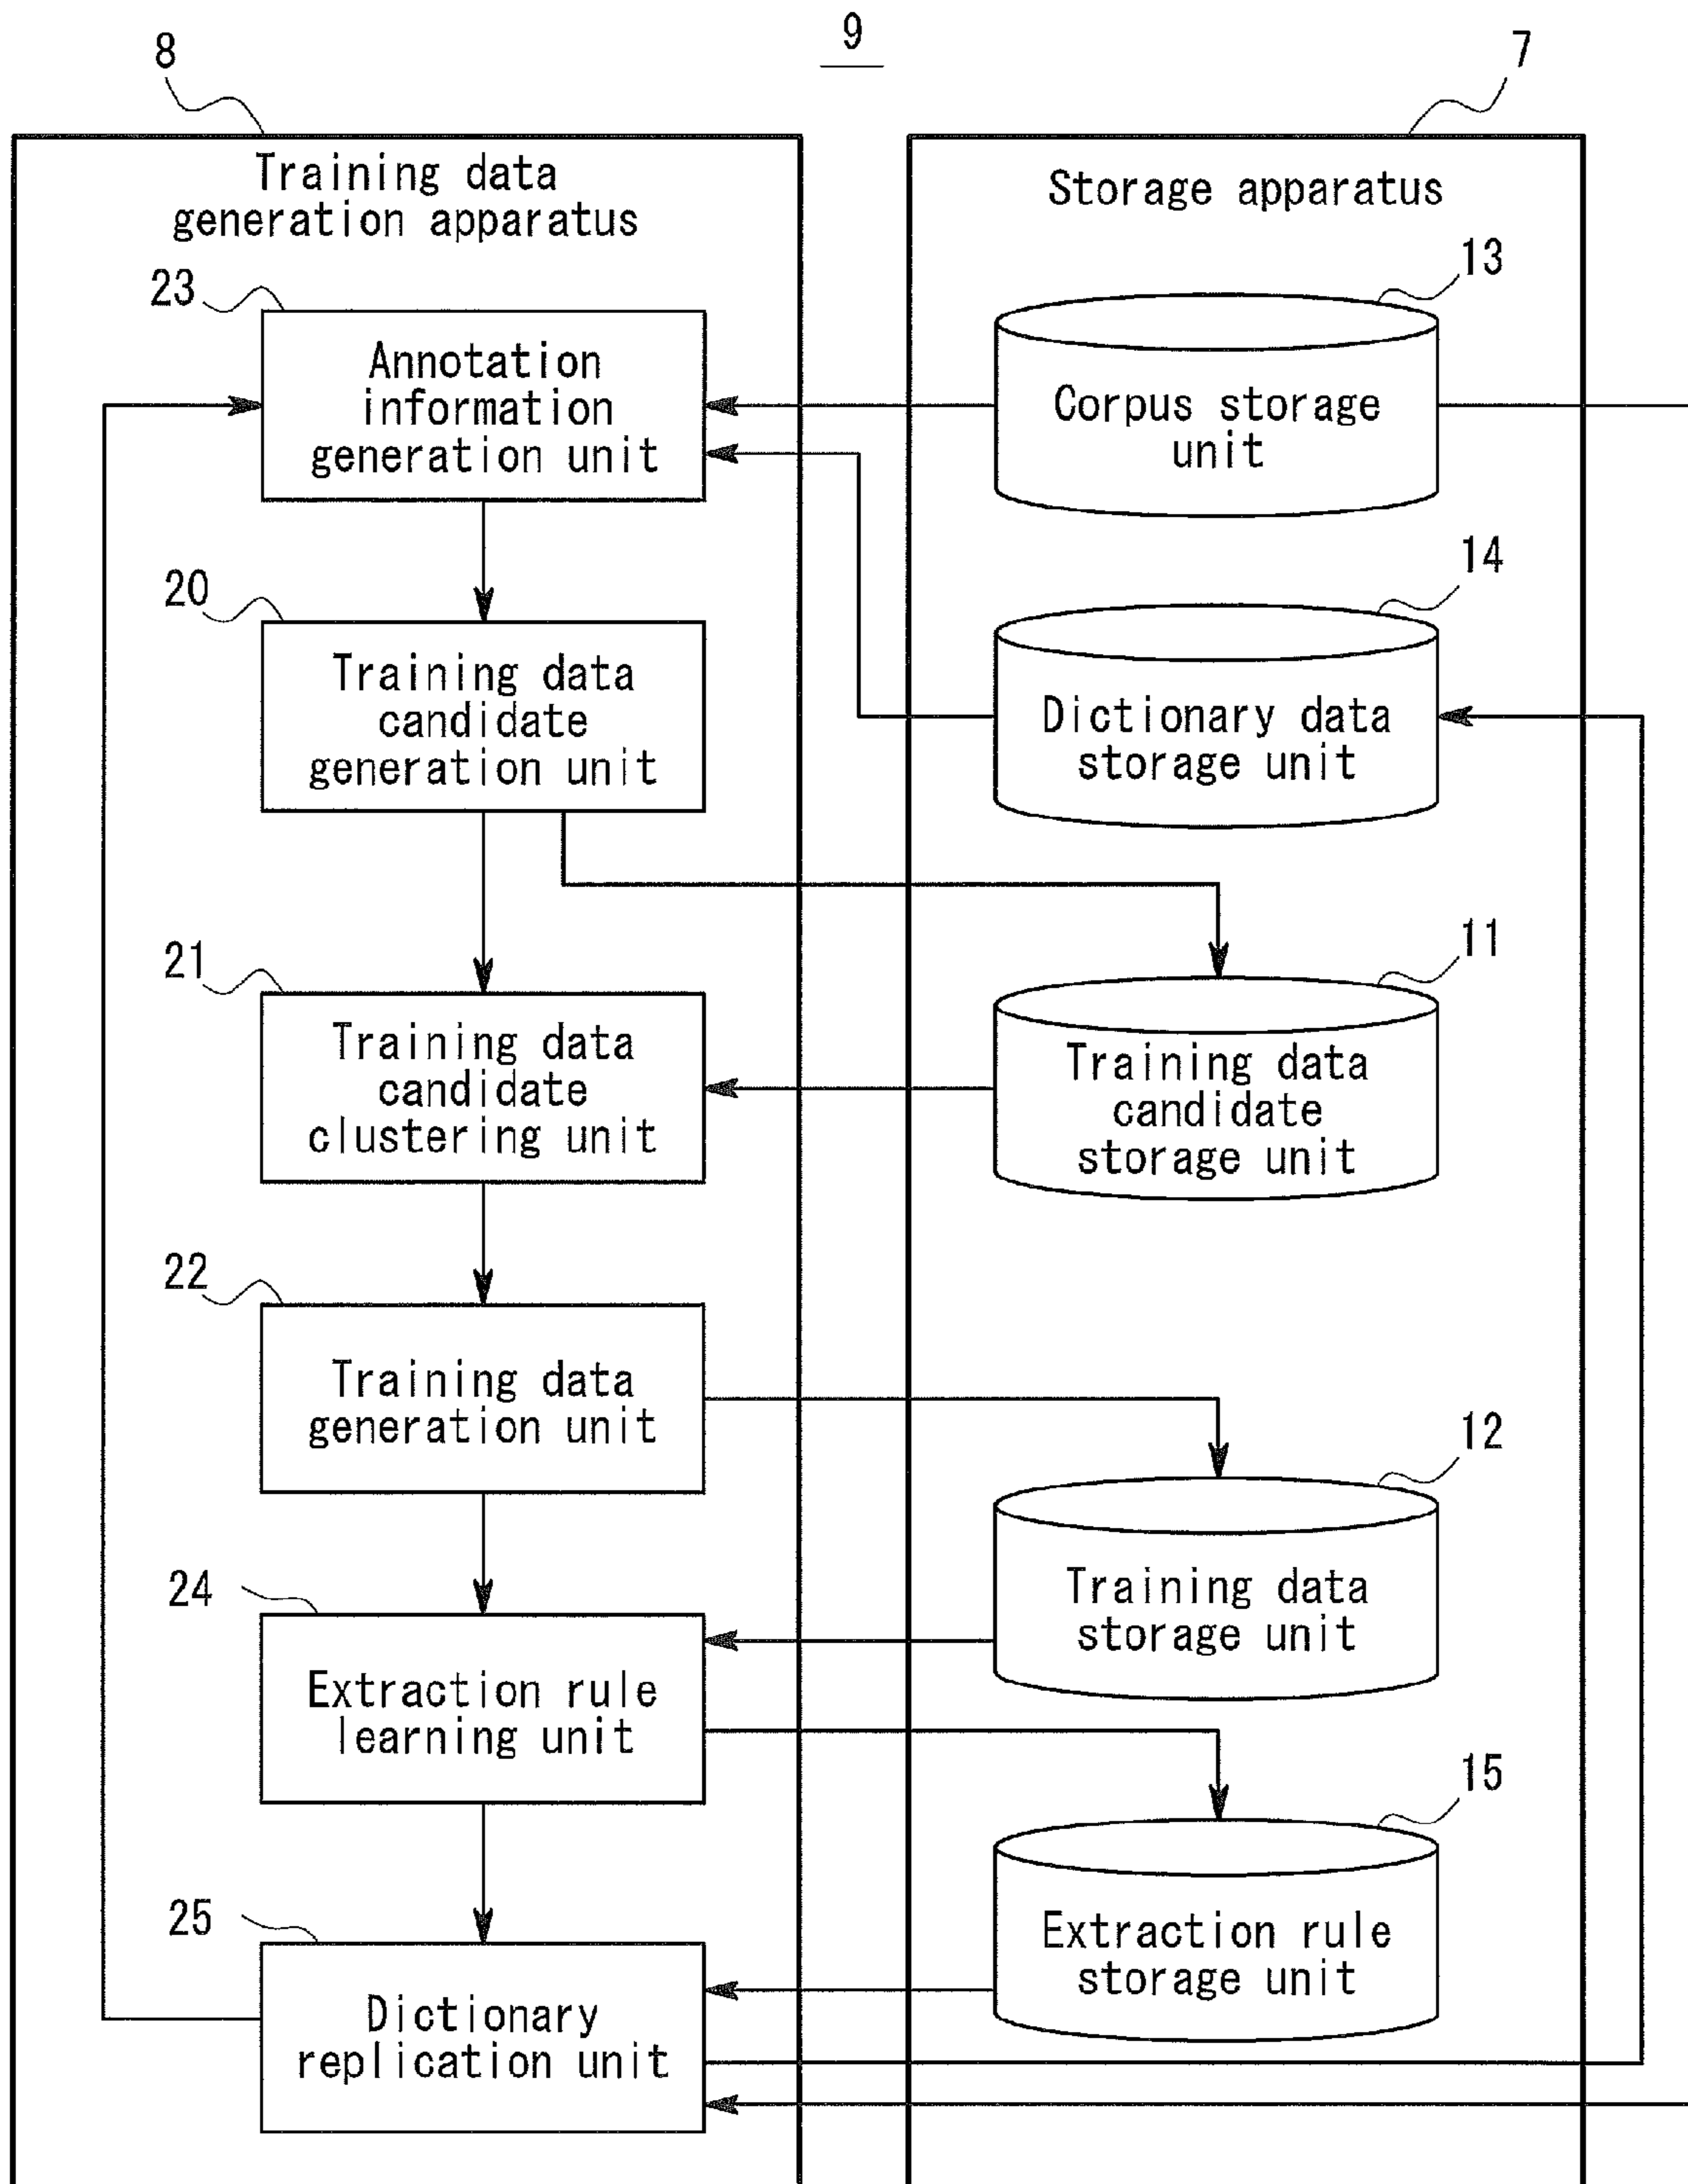 9
8
7
Training data
generation apparatus
Storage apparatus
23
Annotation
information
generation unit
13
Corpus storage
unit
20
Training data
candidate
generation unit
14
Dictionary data
storage unit
21
Training data
candidate
clustering unit
11
Training data
candidate
storage unit
22
Training data
generation unit
12
Training data
storage unit
24
Extraction rule
learning unit
15
Extraction rule
storage unit
25
Dictionary
replication unit